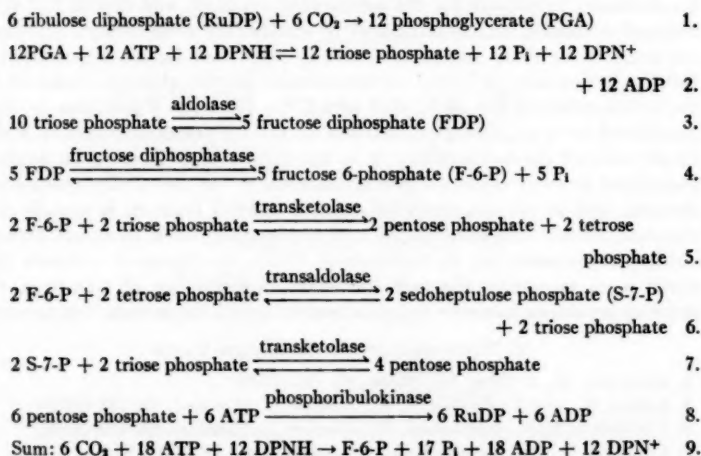 6 ribulose diphosphate (RuDP) + 6 CO₂ → 12 phosphoglycerate (PGA) 1.
12PGA + 12 ATP + 12 DPNH ⇌ 12 triose phosphate + 12 Pᵢ + 12 DPN⁺
+ 12 ADP 2.
aldolase
10 triose phosphate ⇌ 5 fructose diphosphate (FDP) 3.
fructose diphosphatase
5 FDP ⇌ 5 fructose 6-phosphate (F-6-P) + 5 Pᵢ 4.
transketolase
2 F-6-P + 2 triose phosphate ⇌ 2 pentose phosphate + 2 tetrose
phosphate 5.
transaldolase
2 F-6-P + 2 tetrose phosphate ⇌ 2 sedoheptulose phosphate (S-7-P)
+ 2 triose phosphate 6.
transketolase
2 S-7-P + 2 triose phosphate ⇌ 4 pentose phosphate 7.
phosphoribulokinase
6 pentose phosphate + 6 ATP → 6 RuDP + 6 ADP 8.
Sum: 6 CO₂ + 18 ATP + 12 DPNH → F-6-P + 17 Pᵢ + 18 ADP + 12 DPN⁺ 9.